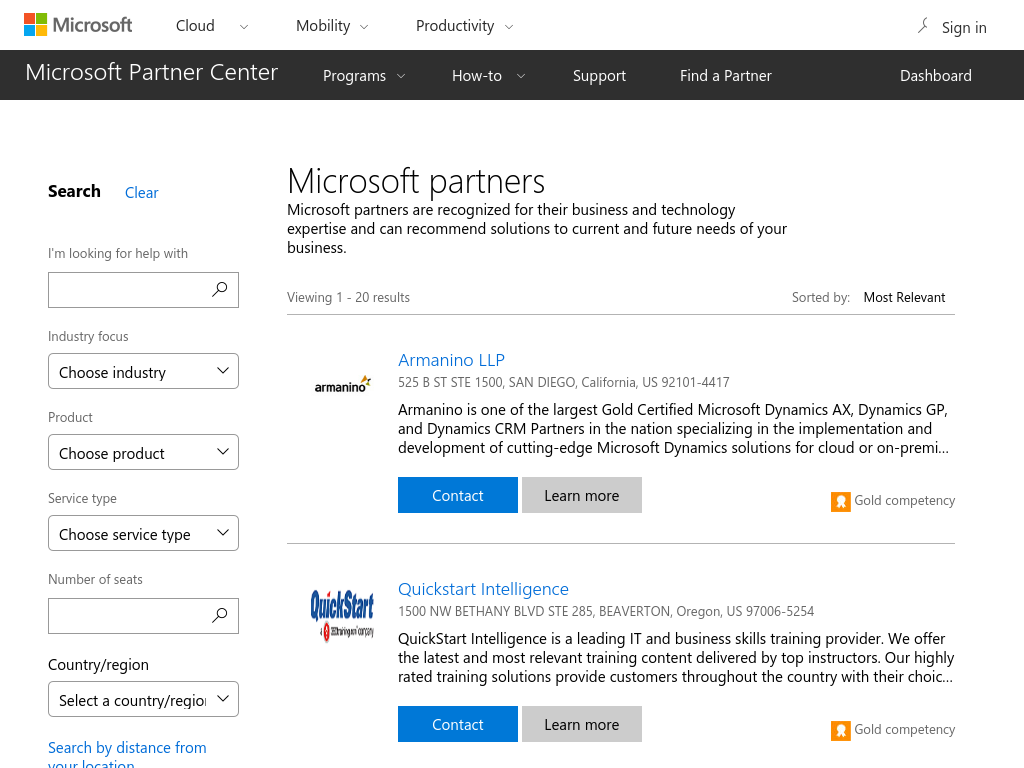 Microsoft
Cloud
Mobility
Productivity
Sign in
Microsoft Partner Center
Programs
How-to
Support
Find a Partner
Dashboard
Search
Clear
I'm looking for help with
Industry focus
Choose industry
Product
Choose product
Service type
Choose service type
Number of seats
Country/region
Select a country/region
Search by distance from
your location
Microsoft partners
Microsoft partners are recognized for their business and technology
expertise and can recommend solutions to current and future needs of your
business.
Viewing 1 - 20 results
Sorted by: Most Relevant
armanino
Armanino LLP
525 B ST STE 1500, SAN DIEGO, California, US 92101-4417
Armanino is one of the largest Gold Certified Microsoft Dynamics AX, Dynamics GP,
and Dynamics CRM Partners in the nation specializing in the implementation and
development of cutting-edge Microsoft Dynamics solutions for cloud or on-premi...
Contact
Learn more
Gold competency
QuickStart
Quickstart Intelligence
1500 NW BETHANY BLVD STE 285, BEAVERTON, Oregon, US 97006-5254
QuickStart Intelligence is a leading IT and business skills training provider. We offer
the latest and most relevant training content delivered by top instructors. Our highly
rated training solutions provide customers throughout the country with their choic...
Contact
Learn more
Gold competency